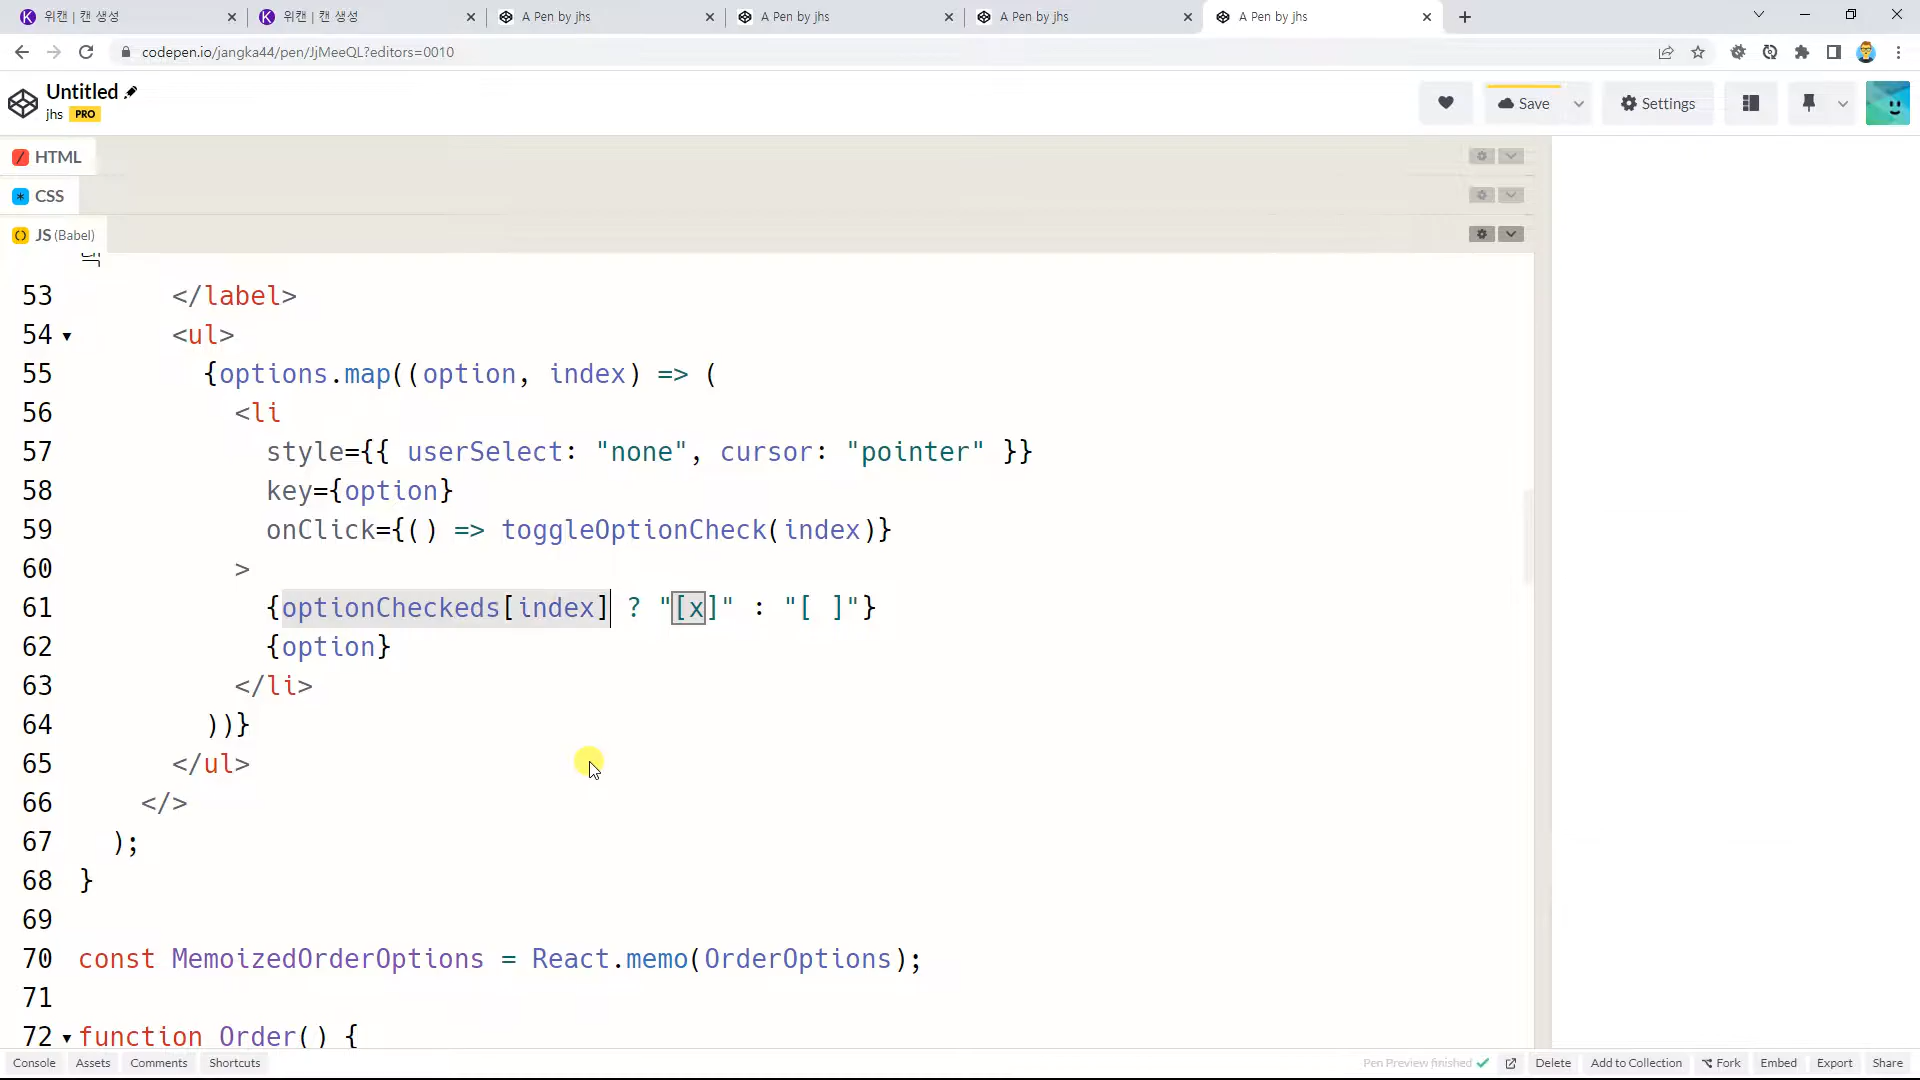 위캔 | 캔 생성
위캔 | 캔 생성
A Pen by jhs
A Pen by jhs
A Pen by jhs
A Pen by jhs
codepen.io/jangka44/pen/JjMeeQL?editors=0010
Untitled
jhs PRO
Save
Settings
HTML
CSS
JS (Babel)
53 </label>
54 <ul>
55 {options.map((option, index) => (
56 <li
57 style={{ userSelect: "none", cursor: "pointer" }}
58 key={option}
59 onClick={() => toggleOptionCheck(index)}
60 >
61 {optionCheckeds[index] ? "[x]" : "[ ]"}
62 {option}
63 </li>
64 ))}
65 </ul>
66 </>
67 );
68 }
69
70 const MemoizedOrderOptions = React.memo(OrderOptions);
71
72 function Order() {
Console Assets Comments Shortcuts
Pen Preview finished Delete Add to Collection Fork Embed Export Share